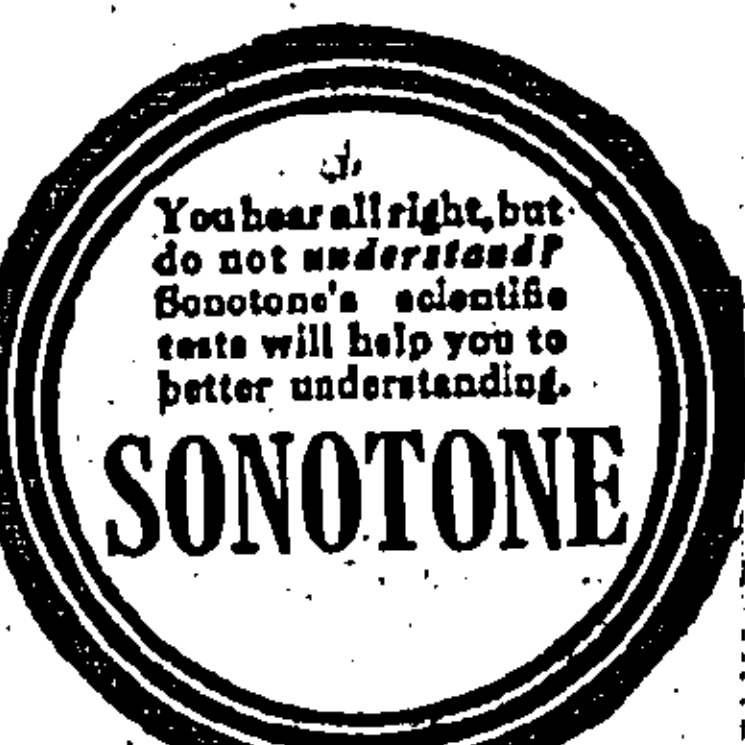 You hear all right, but
do not understand?
Sonotone's scientific
tests will help you to
better understanding.
SONOTONE